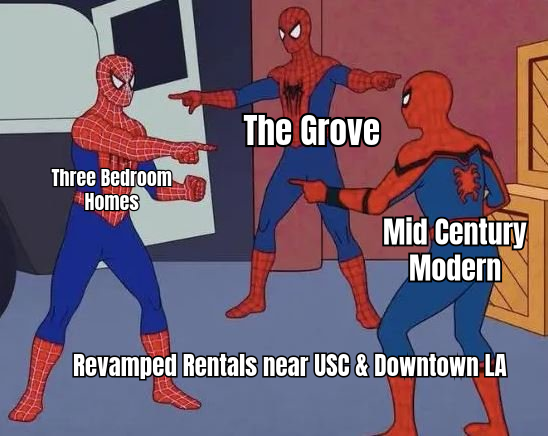 The Grove
Three Bedroom
Homes
Mid Century
Modern
Revamped Rentals near USC & Downtown LA